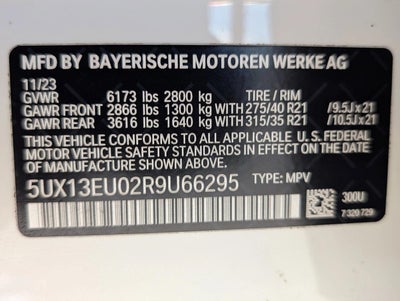 MFD BY BAYERISCHE MOTOREN WERKE AG
11/23
GVWR 6173 lbs 2800 kg TIRE / RIM
GAWR FRONT 2866 lbs 1300 kg WITH 275/40 R21 /9.5J x 21
GAWR REAR 3616 lbs 1640 kg WITH 315/35 R21 /10.5J x 21
THIS VEHICLE CONFORMS TO ALL APPLICABLE U. S. FEDERAL
MOTOR VEHICLE SAFETY STANDARDS IN EFFECT ON THE DATE OF
MANUFACTURE SHOWN ABOVE.
5UX13EU02R9U66295 TYPE: MPV
300U
7 329 729